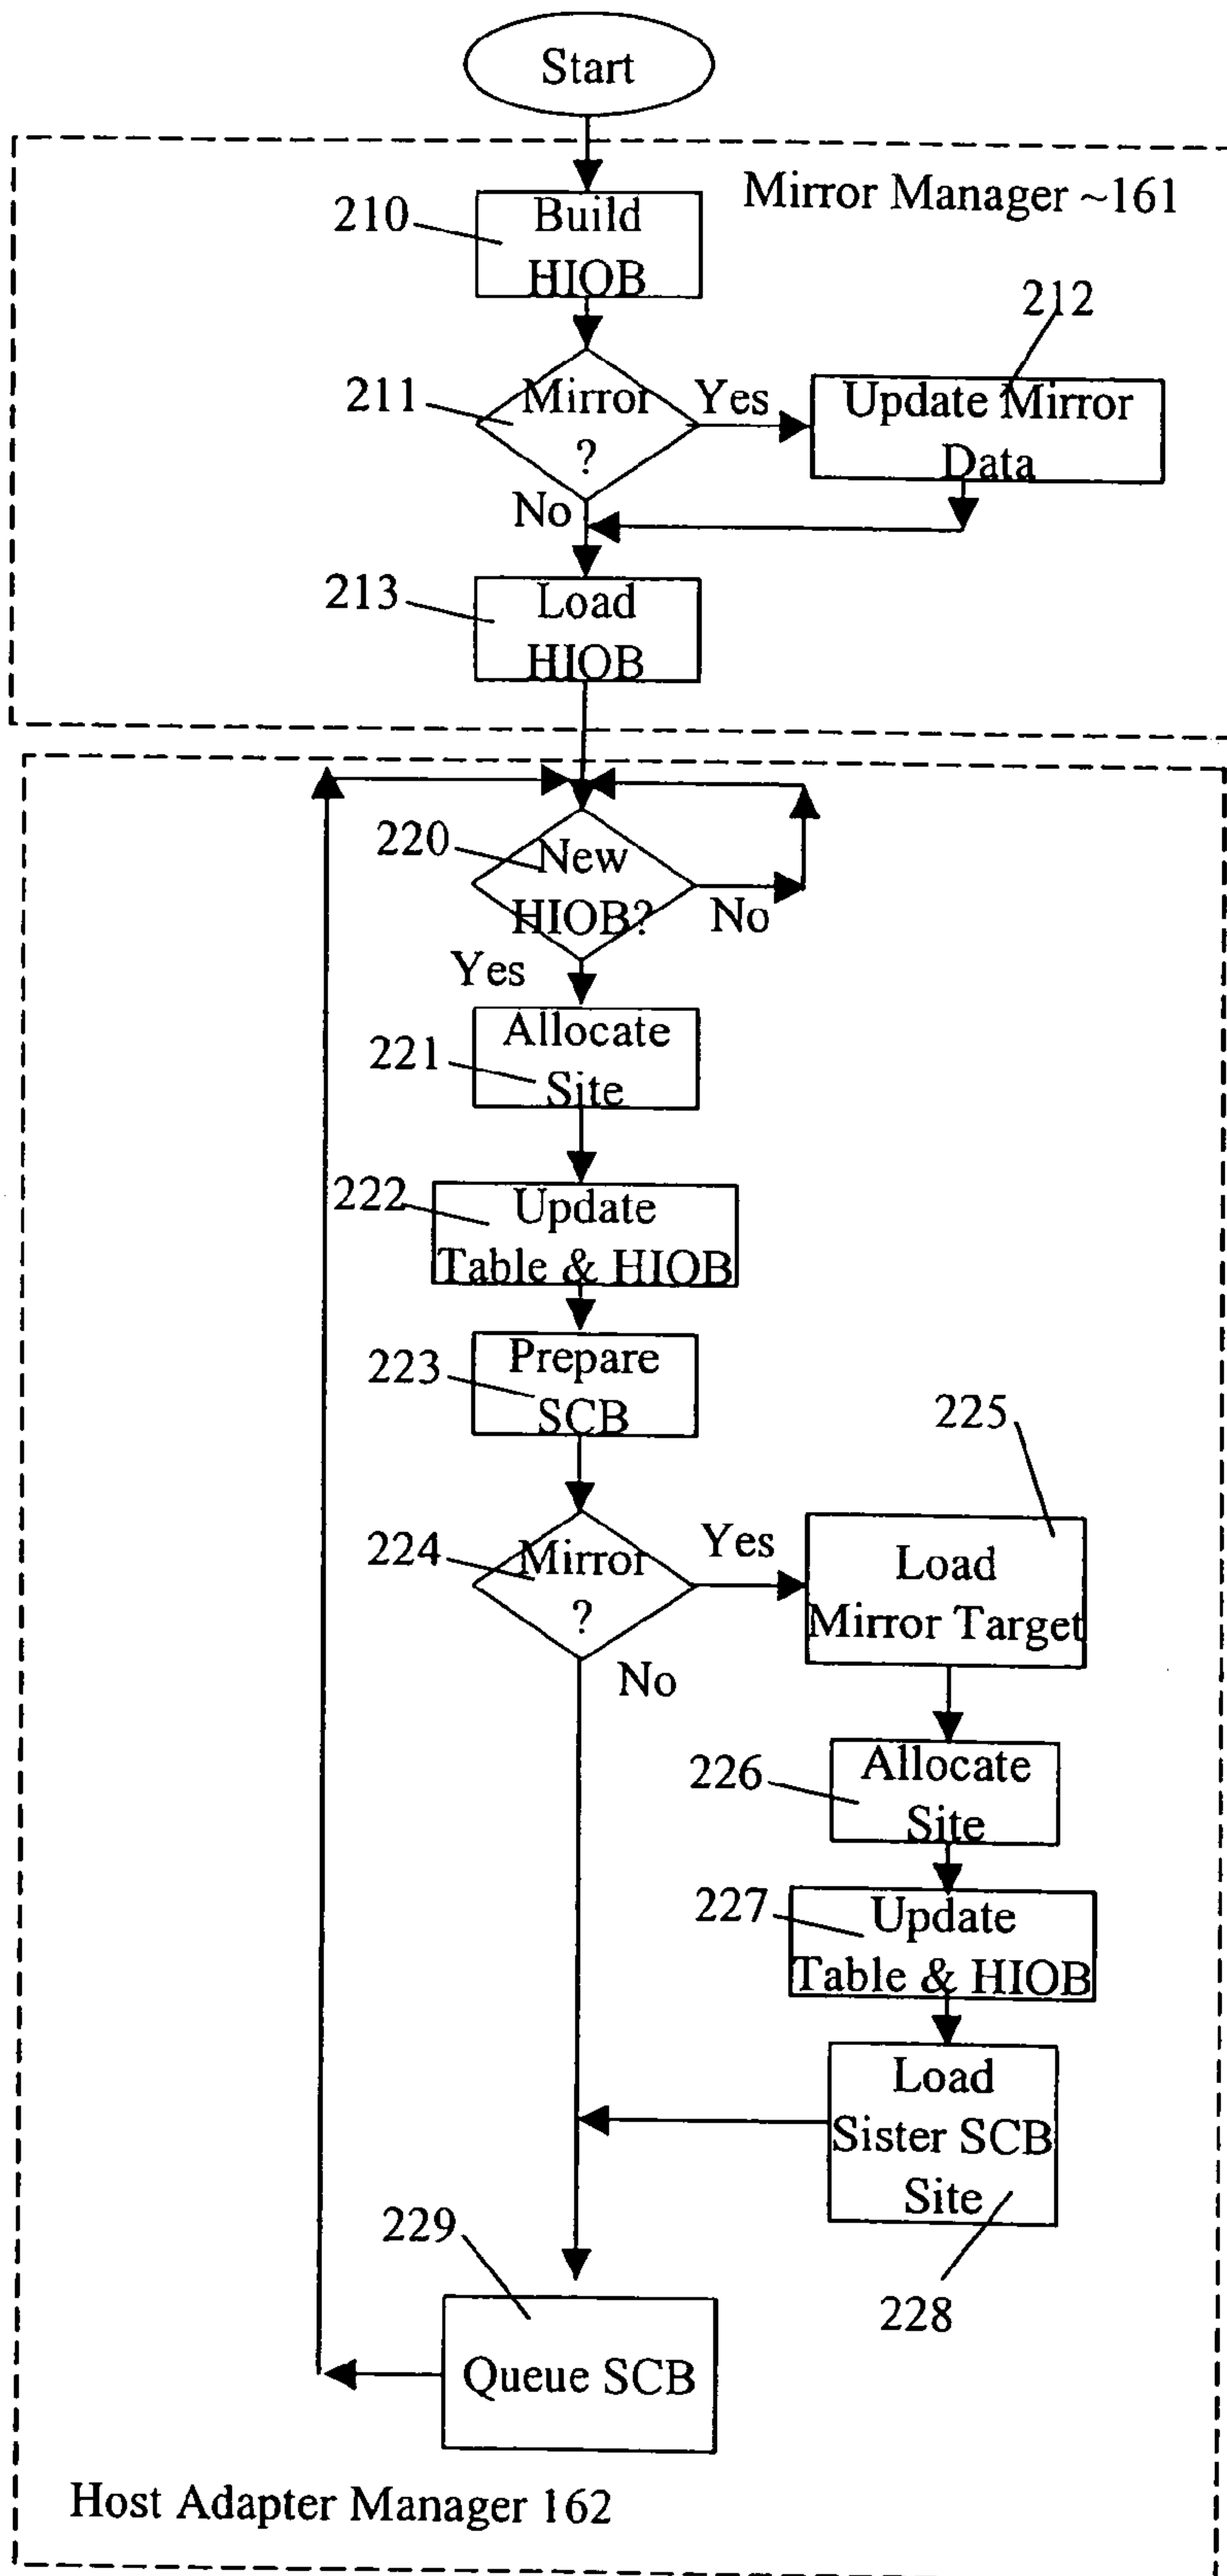 Start
Mirror Manager ~161
210
Build
HIOB
212
211
Mirror
?
Yes
Update Mirror
Data
No
213
Load
HIOB
220
New
HIOB?
No
Yes
221
Allocate
Site
222
Update
Table & HIOB
223
Prepare
SCB
225
224
Mirror
?
Yes
Load
Mirror Target
No
226
Allocate
Site
227
Update
Table & HIOB
Load
Sister SCB
Site
228
229
Queue SCB
Host Adapter Manager 162